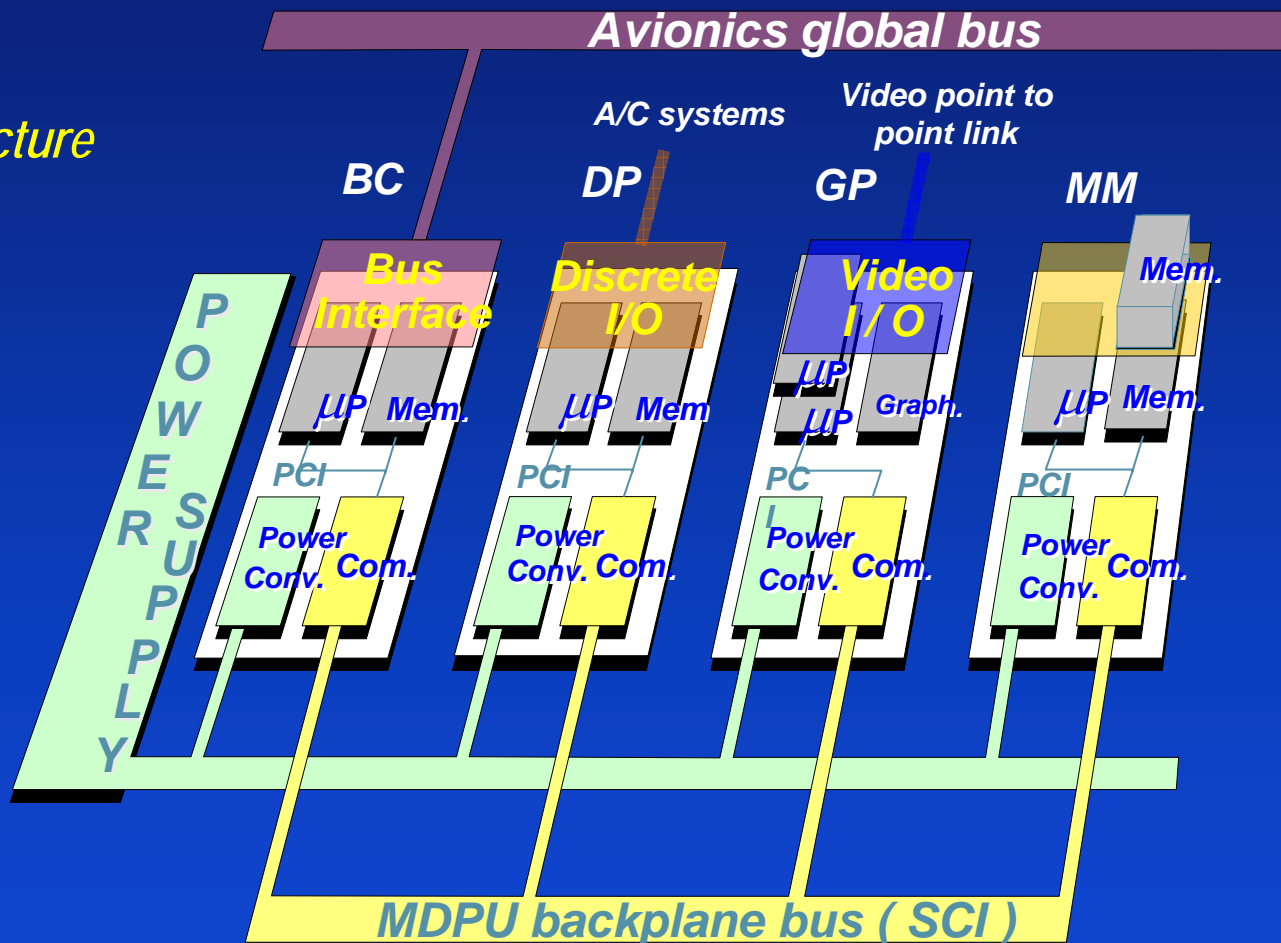 Avionics global bus
cture
A/C systems
Video point to
point link
BC
DP
GP
MM
POWER
SUPPLY
Bus
Interface
μP
Mem.
PCI
Power
Conv.
Com.
Discrete
I/O
μP
Mem
PCI
Power
Conv.
Com.
Video
I / O
μP
μP
Graph.
PC
I
Power
Conv.
Com.
Mem.
μP
Mem.
PCI
Power
Conv.
Com.
MDPU backplane bus ( SCI )